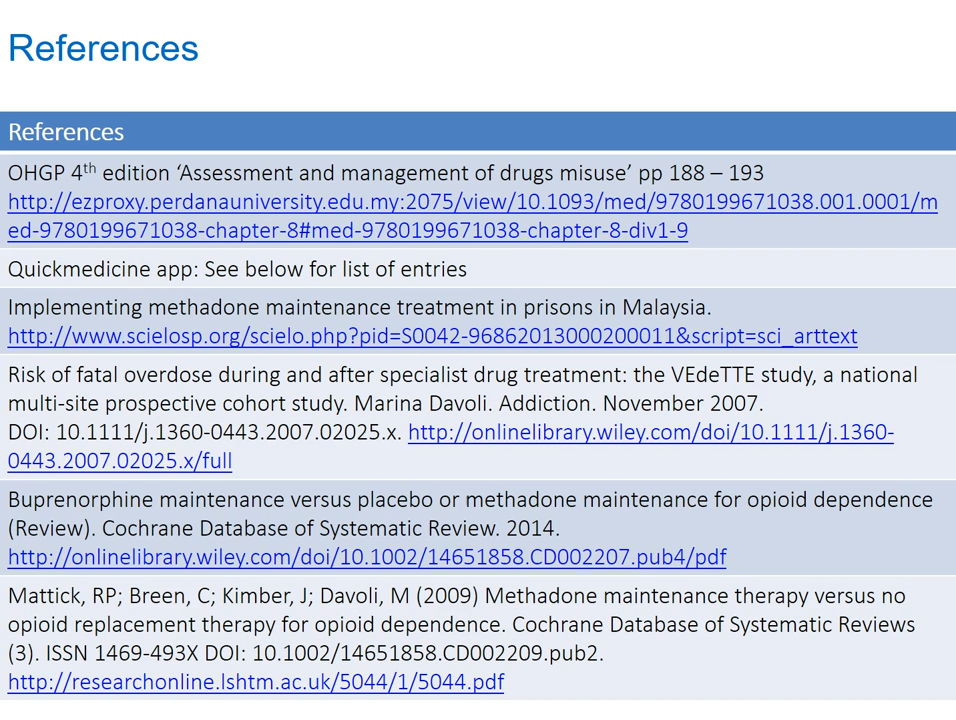 References
References
OHGP 4th edition ‘Assessment and management of drugs misuse’ pp 188 – 193
http://ezproxy.perdanauniversity.edu.my:2075/view/10.1093/med/9780199671038.001.0001/m
ed-9780199671038-chapter-8#med-9780199671038-chapter-8-div1-9
Quickmedicine app: See below for list of entries
Implementing methadone maintenance treatment in prisons in Malaysia.
http://www.scielosp.org/scielo.php?pid=S0042-96862013000200011&script=sci_arttext
Risk of fatal overdose during and after specialist drug treatment: the VEdeTTE study, a national
multi-site prospective cohort study. Marina Davoli. Addiction. November 2007.
DOI: 10.1111/j.1360-0443.2007.02025.x. http://onlinelibrary.wiley.com/doi/10.1111/j.1360-
0443.2007.02025.x/full
Buprenorphine maintenance versus placebo or methadone maintenance for opioid dependence
(Review). Cochrane Database of Systematic Review. 2014.
http://onlinelibrary.wiley.com/doi/10.1002/14651858.CD002207.pub4/pdf
Mattick, RP; Breen, C; Kimber, J; Davoli, M (2009) Methadone maintenance therapy versus no
opioid replacement therapy for opioid dependence. Cochrane Database of Systematic Reviews
(3). ISSN 1469-493X DOI: 10.1002/14651858.CD002209.pub2.
http://researchonline.lshtm.ac.uk/5044/1/5044.pdf